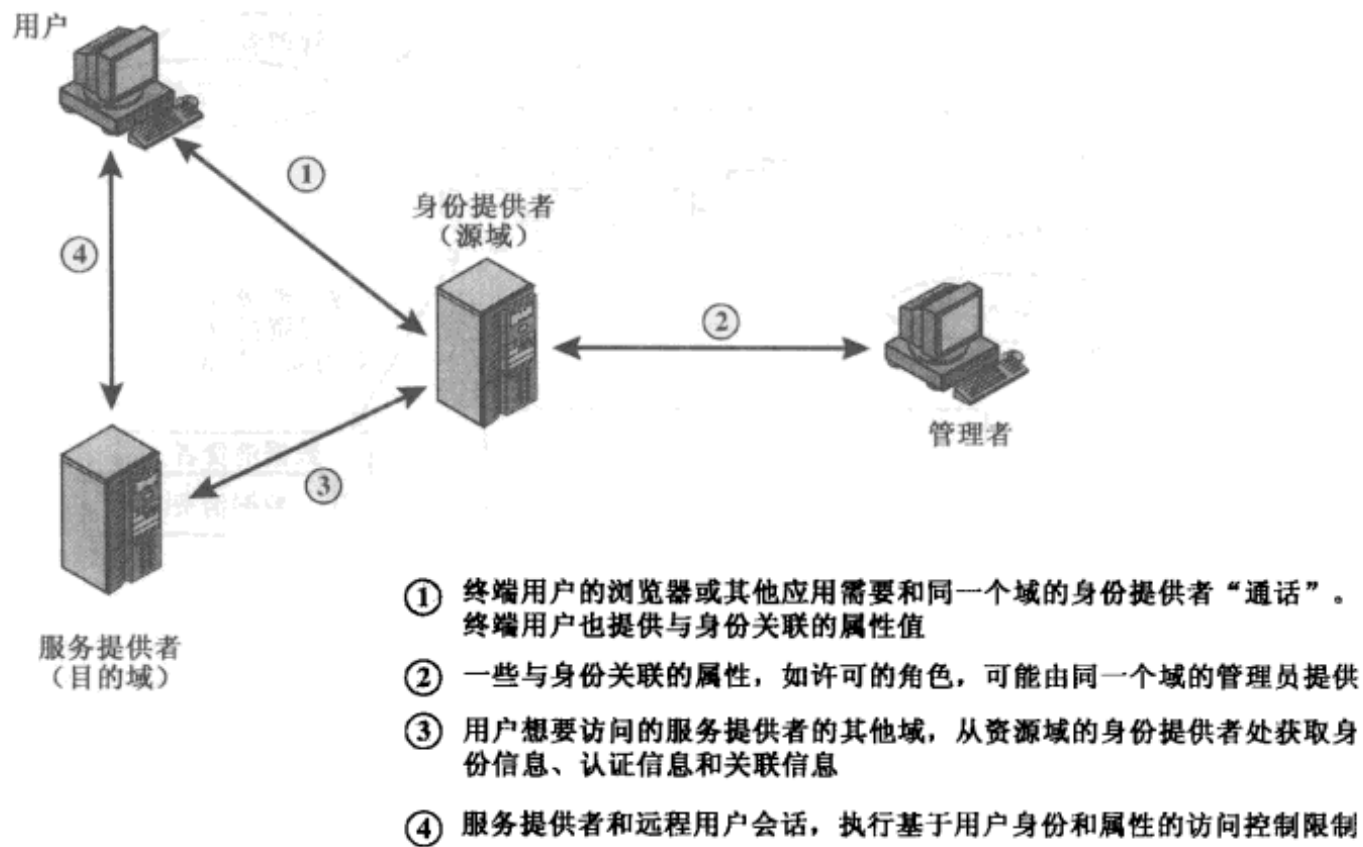 用户
①
身份提供者
（源域）
④
②
管理者
③
服务提供者
（目的域）
① 终端用户的浏览器或其他应用需要和同一个域的身份提供者“通话”。
终端用户也提供与身份关联的属性值
② 一些与身份关联的属性，如许可的角色，可能由同一个域的管理员提供
③ 用户想要访问的服务提供者的其他域，从资源域的身份提供者处获取身
份信息、认证信息和关联信息
④ 服务提供者和远程用户会话，执行基于用户身份和属性的访问控制限制